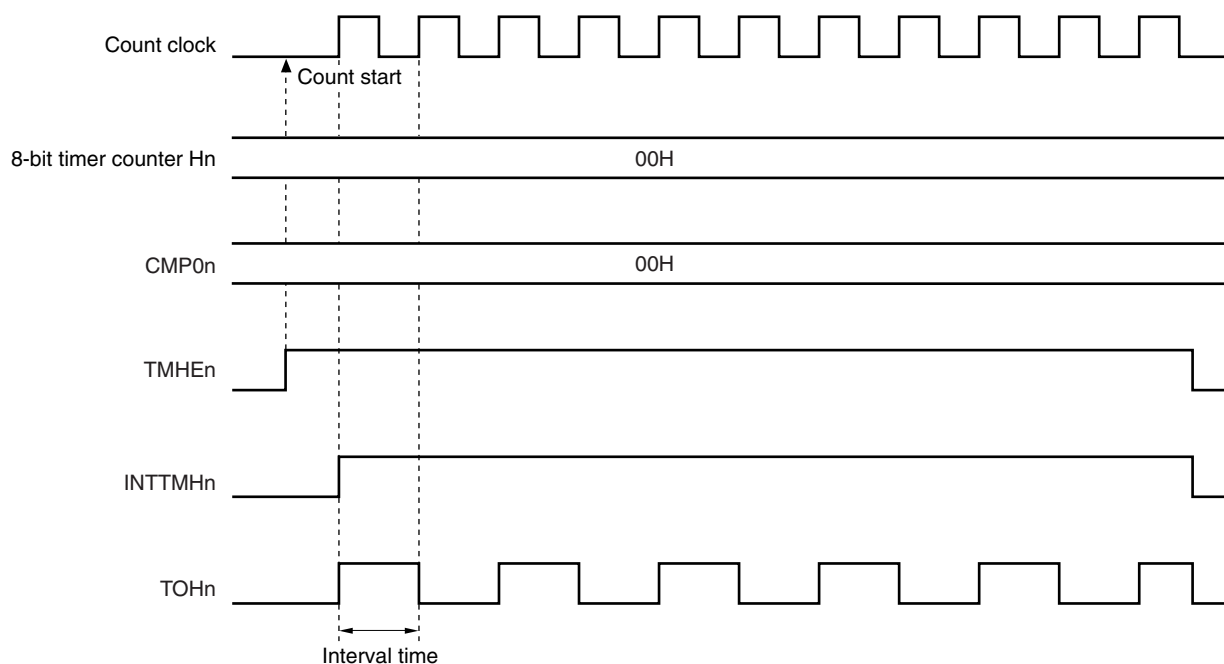 Count clock
Count start
8-bit timer counter Hn
00H
CMP0n
00H
TMHEn
INTTMHn
TOHn
Interval time